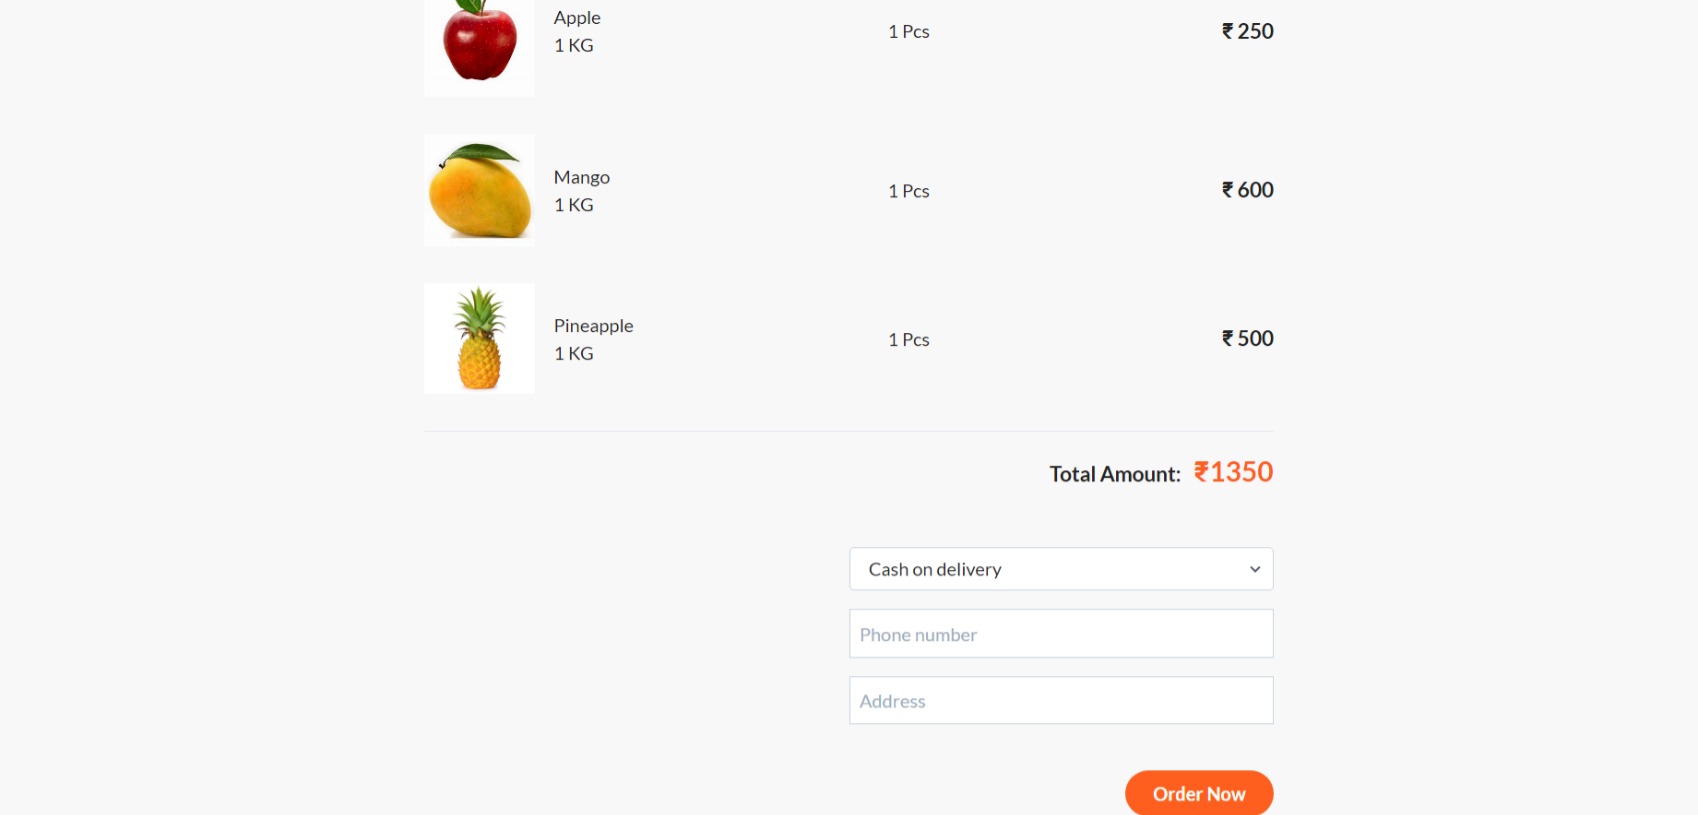 Apple
1 KG
1 Pcs
₹ 250
Mango
1 KG
1 Pcs
₹ 600
Pineapple
1 KG
1 Pcs
₹ 500
Total Amount: ₹1350
Cash on delivery
Phone number
Address
Order Now